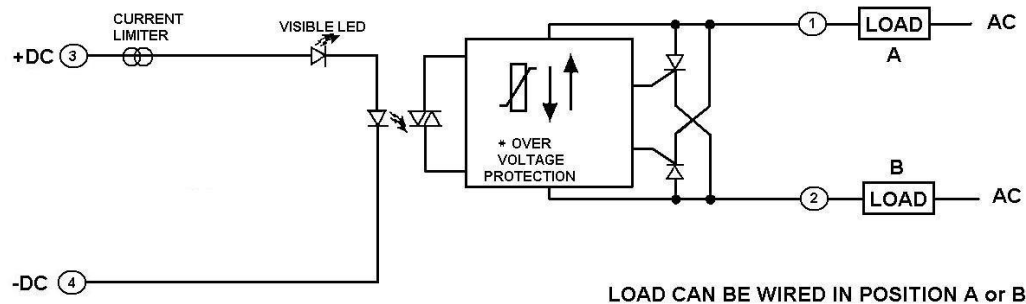 CURRENT
LIMITER
VISIBLE LED
+DC 3
1
LOAD
AC
A
* OVER
VOLTAGE
PROTECTION
B
2
LOAD
AC
-DC 4
LOAD CAN BE WIRED IN POSITION A or B